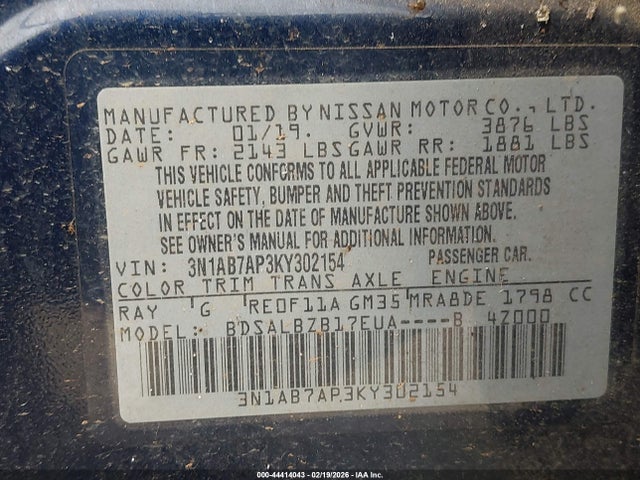 MANUFACTURED BY NISSAN MOTOR CO., LTD.
DATE: 01/19. GVWR: 3876 LBS
GAWR FR: 2143 LBS GAWR RR: 1881 LBS
THIS VEHICLE CONFORMS TO ALL APPLICABLE FEDERAL MOTOR
VEHICLE SAFETY, BUMPER AND THEFT PREVENTION STANDARDS
IN EFFECT ON THE DATE OF MANUFACTURE SHOWN ABOVE.
SEE OWNER'S MANUAL FOR ADDITIONAL INFORMATION.
VIN: 3N1AB7AP3KY302154 PASSENGER CAR.
COLOR TRIM TRANS AXLE ENGINE
RAY G RE0F11A GM35 MRA8DE 1798 CC
MODEL: BDSALBZB17EUA----B 4Z000
3N1AB7AP3KY302154
000-44414043 - 02/19/2026 - IAA Inc.